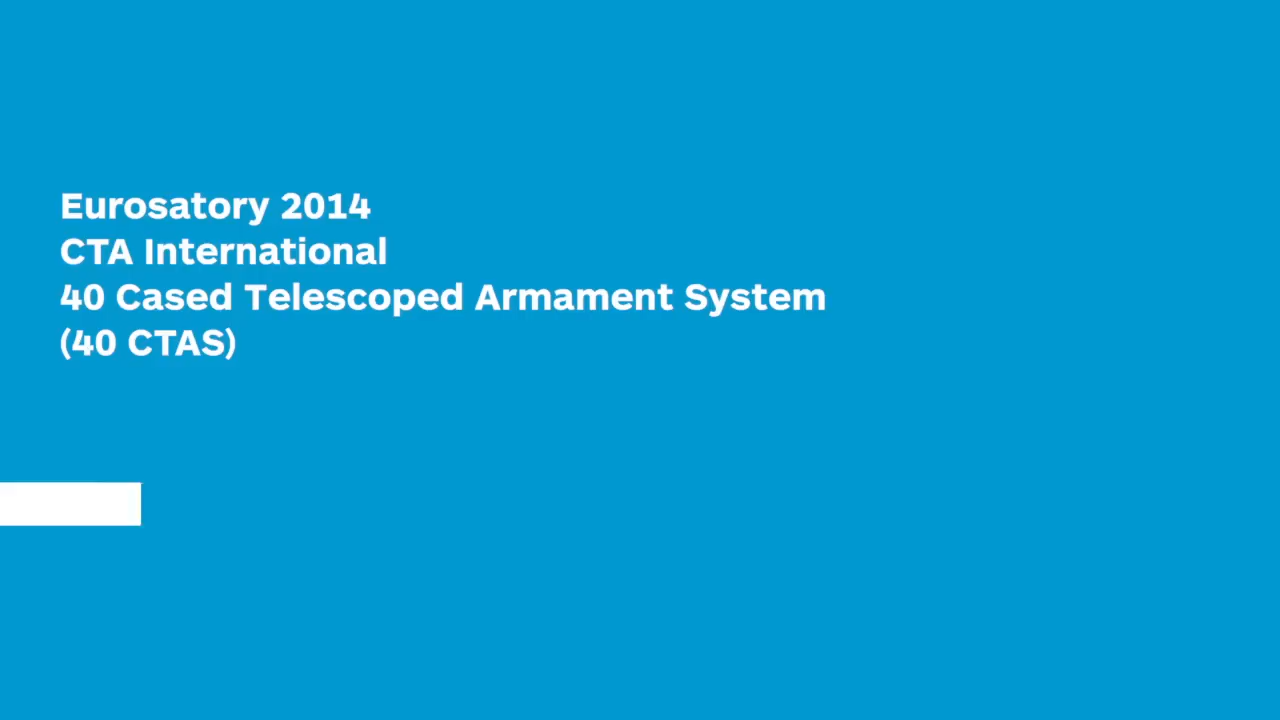 Eurosatory 2014
CTA International
40 Cased Telescoped Armament System
(40 CTAS)